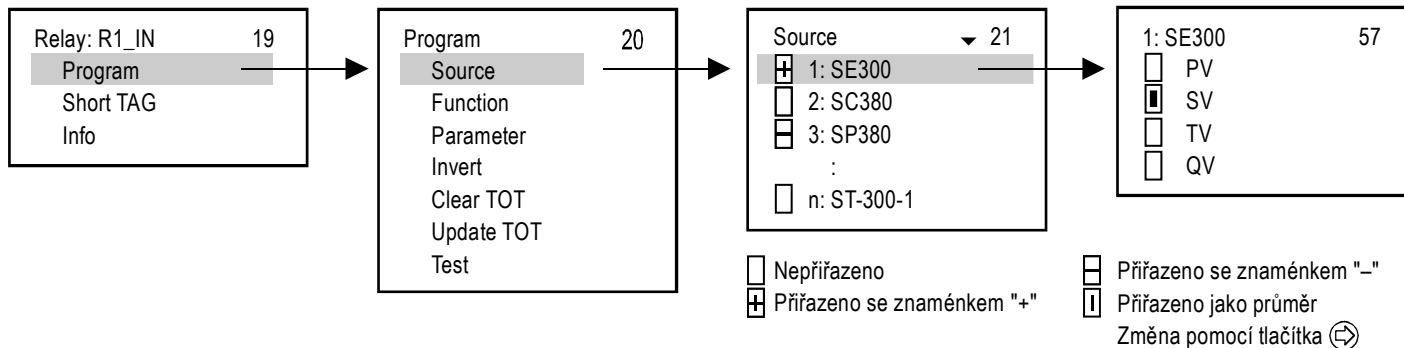 Relay: R1_IN 19
Program
Short TAG
Info
Program 20
Source
Function
Parameter
Invert
Clear TOT
Update TOT
Test
Source 21
1: SE300
2: SC380
3: SP380
:
n: ST-300-1
1: SE300 57
PV
SV
TV
QV
Nepřiřazeno
Přiřazeno se znaménkem "+"
Přiřazeno se znaménkem "–"
Přiřazeno jako průměr
Změna pomocí tlačítka